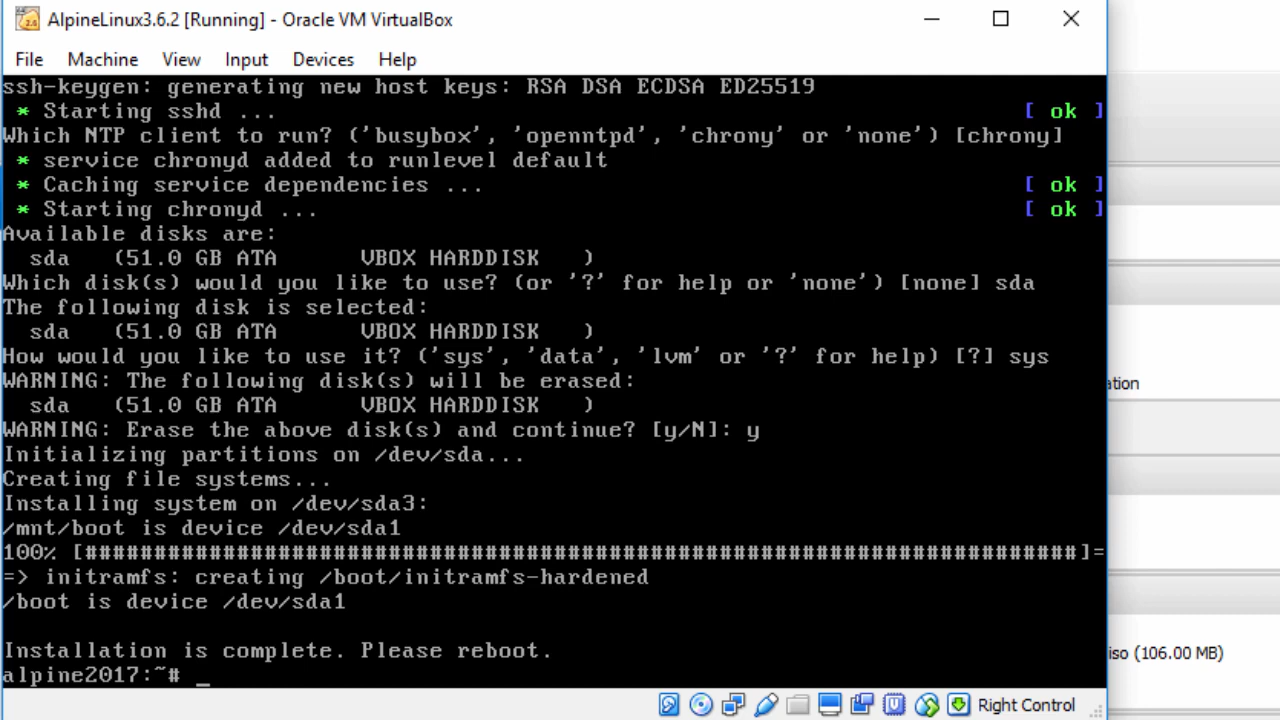 AlpineLinux3.6.2 [Running] - Oracle VM VirtualBox
File Machine View Input Devices Help
ssh-keygen: generating new host keys: RSA DSA ECDSA ED25519
* Starting sshd ... [ ok ]
Which NTP client to run? ('busybox', 'openntpd', 'chrony' or 'none') [chrony]
* service chronyd added to runlevel default
* Caching service dependencies ... [ ok ]
* Starting chronyd ... [ ok ]
Available disks are:
sda (51.0 GB ATA VBOX HARDDISK )
Which disk(s) would you like to use? (or '?' for help or 'none') [none] sda
The following disk is selected:
sda (51.0 GB ATA VBOX HARDDISK )
How would you like to use it? ('sys', 'data', 'lvm' or '?' for help) [?] sys
ation
WARNING: The following disk(s) will be erased:
sda (51.0 GB ATA VBOX HARDDISK )
WARNING: Erase the above disk(s) and continue? [y/N]: y
Initializing partitions on /dev/sda...
Creating file systems...
Installing system on /dev/sda3:
/mnt/boot is device /dev/sda1
100% [########################################################################]=
=> initramfs: creating /boot/initramfs-hardened
/boot is device /dev/sda1
Installation is complete. Please reboot.
iso (106.00 MB)
alpine2017:~# _
Right Control